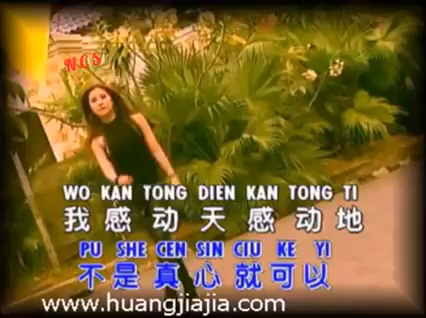 NCS
WO KAN TONG DIEN KAN TONG TI
我感动天感动地
PU SHE CEN SIN CIU KE YI
不是真心就可以
www.huangjiajia.com